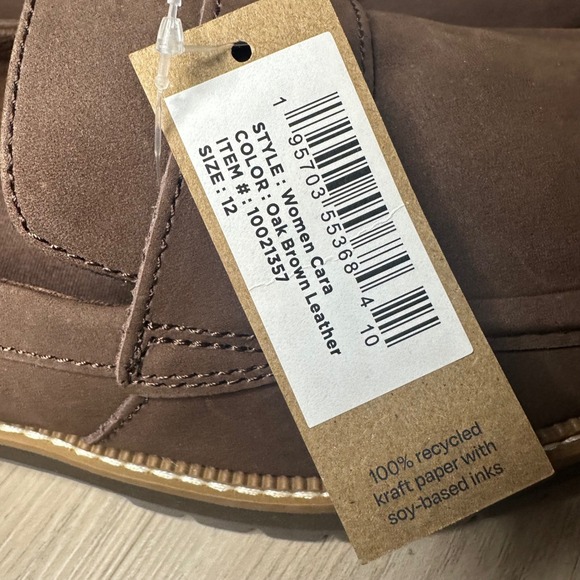 STYLE : Women Cara
COLOR : Oak Brown Leather
ITEM # : 10021357
SIZE : 12
1 95703 55368 4 10
100% recycled
kraft paper with
soy-based inks